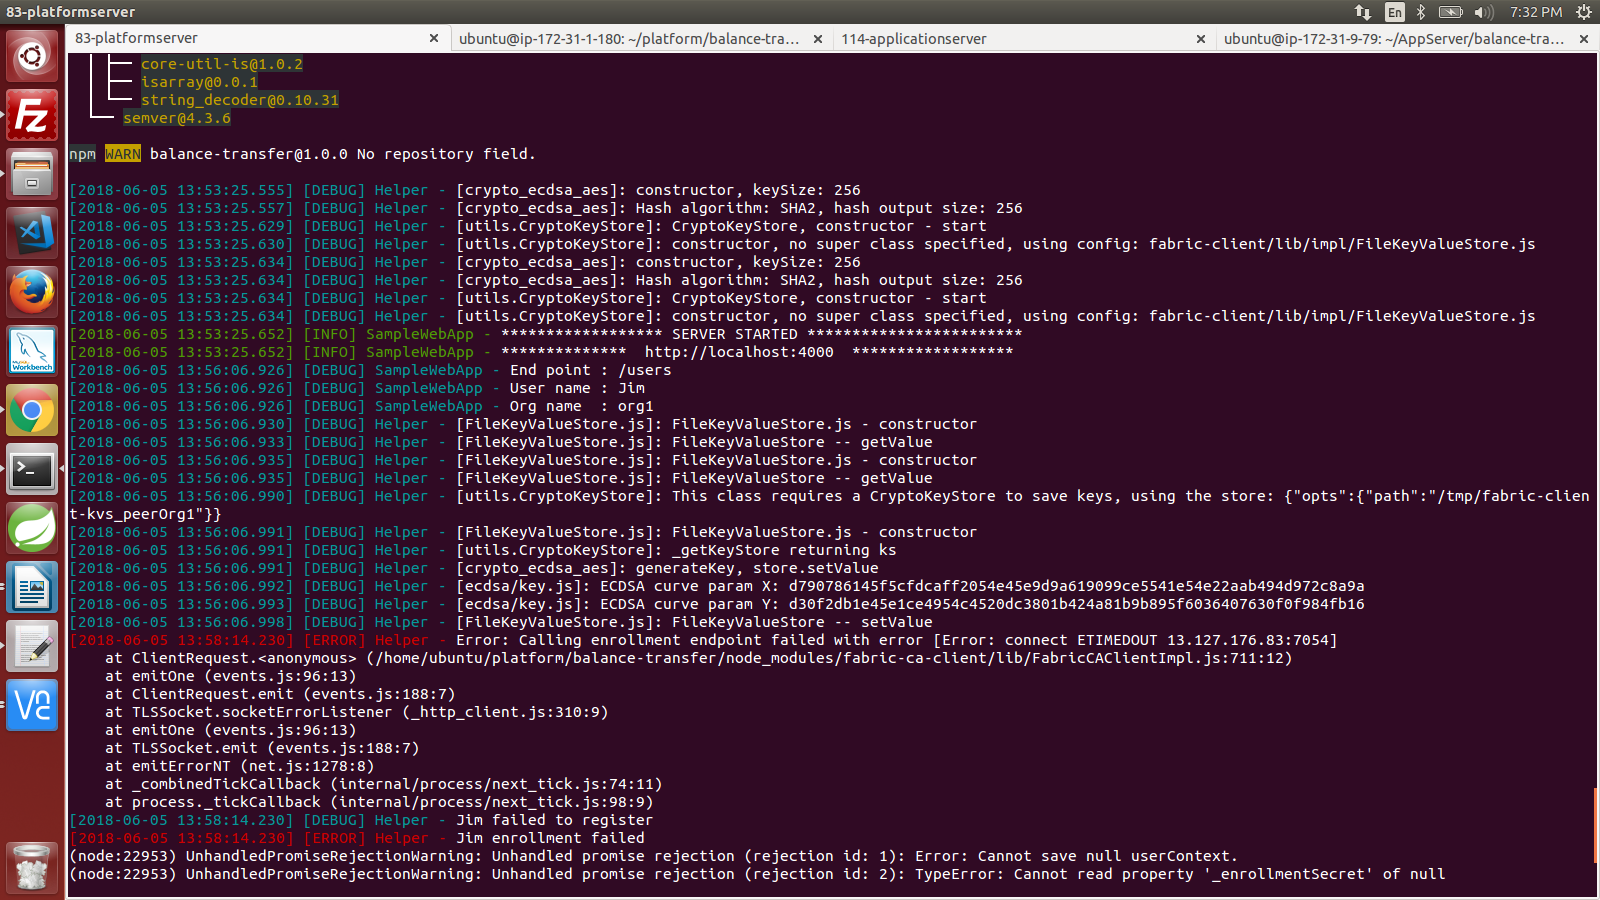 83-platformserver
En
7:32 PM
83-platformserver × ubuntu@ip-172-31-1-180: ~/platform/balance-tra... × 114-applicationserver × ubuntu@ip-172-31-9-79: ~/AppServer/balance-tra... ×
core-util-is@1.0.2
isarray@0.0.1
string_decoder@0.10.31
semver@4.3.6
npm WARN balance-transfer@1.0.0 No repository field.
[2018-06-05 13:53:25.555] [DEBUG] Helper - [crypto_ecdsa_aes]: constructor, keySize: 256
[2018-06-05 13:53:25.557] [DEBUG] Helper - [crypto_ecdsa_aes]: Hash algorithm: SHA2, hash output size: 256
[2018-06-05 13:53:25.629] [DEBUG] Helper - [utils.CryptoKeyStore]: CryptoKeyStore, constructor - start
[2018-06-05 13:53:25.630] [DEBUG] Helper - [utils.CryptoKeyStore]: constructor, no super class specified, using config: fabric-client/lib/impl/FileKeyValueStore.js
[2018-06-05 13:53:25.634] [DEBUG] Helper - [crypto_ecdsa_aes]: constructor, keySize: 256
[2018-06-05 13:53:25.634] [DEBUG] Helper - [crypto_ecdsa_aes]: Hash algorithm: SHA2, hash output size: 256
[2018-06-05 13:53:25.634] [DEBUG] Helper - [utils.CryptoKeyStore]: CryptoKeyStore, constructor - start
[2018-06-05 13:53:25.634] [DEBUG] Helper - [utils.CryptoKeyStore]: constructor, no super class specified, using config: fabric-client/lib/impl/FileKeyValueStore.js
[2018-06-05 13:53:25.652] [INFO] SampleWebApp - ****************** SERVER STARTED ************************
[2018-06-05 13:53:25.652] [INFO] SampleWebApp - **************  http://localhost:4000  ******************
[2018-06-05 13:56:06.926] [DEBUG] SampleWebApp - End point : /users
[2018-06-05 13:56:06.926] [DEBUG] SampleWebApp - User name : Jim
[2018-06-05 13:56:06.926] [DEBUG] SampleWebApp - Org name  : org1
[2018-06-05 13:56:06.930] [DEBUG] Helper - [FileKeyValueStore.js]: FileKeyValueStore.js - constructor
[2018-06-05 13:56:06.933] [DEBUG] Helper - [FileKeyValueStore.js]: FileKeyValueStore -- getValue
[2018-06-05 13:56:06.935] [DEBUG] Helper - [FileKeyValueStore.js]: FileKeyValueStore.js - constructor
[2018-06-05 13:56:06.935] [DEBUG] Helper - [FileKeyValueStore.js]: FileKeyValueStore -- getValue
[2018-06-05 13:56:06.990] [DEBUG] Helper - [utils.CryptoKeyStore]: This class requires a CryptoKeyStore to save keys, using the store: {"opts":{"path":"/tmp/fabric-clien
t-kvs_peerOrg1"}}
[2018-06-05 13:56:06.991] [DEBUG] Helper - [FileKeyValueStore.js]: FileKeyValueStore.js - constructor
[2018-06-05 13:56:06.991] [DEBUG] Helper - [utils.CryptoKeyStore]: _getKeyStore returning ks
[2018-06-05 13:56:06.991] [DEBUG] Helper - [crypto_ecdsa_aes]: generateKey, store.setValue
[2018-06-05 13:56:06.992] [DEBUG] Helper - [ecdsa/key.js]: ECDSA curve param X: d790786145f5cfdcaff2054e45e9d9a619099ce5541e54e22aab494d972c8a9a
[2018-06-05 13:56:06.993] [DEBUG] Helper - [ecdsa/key.js]: ECDSA curve param Y: d30f2db1e45e1ce4954c4520dc3801b424a81b9b895f6036407630f0f984fb16
[2018-06-05 13:56:06.998] [DEBUG] Helper - [FileKeyValueStore.js]: FileKeyValueStore -- setValue
[2018-06-05 13:58:14.230] [ERROR] Helper - Error: Calling enrollment endpoint failed with error [Error: connect ETIMEDOUT 13.127.176.83:7054]
at ClientRequest.<anonymous> (/home/ubuntu/platform/balance-transfer/node_modules/fabric-ca-client/lib/FabricCAClientImpl.js:711:12)
at emitOne (events.js:96:13)
at ClientRequest.emit (events.js:188:7)
at TLSSocket.socketErrorListener (_http_client.js:310:9)
at emitOne (events.js:96:13)
at TLSSocket.emit (events.js:188:7)
at emitErrorNT (net.js:1278:8)
at _combinedTickCallback (internal/process/next_tick.js:74:11)
at process._tickCallback (internal/process/next_tick.js:98:9)
[2018-06-05 13:58:14.230] [DEBUG] Helper - Jim failed to register
[2018-06-05 13:58:14.230] [ERROR] Helper - Jim enrollment failed
(node:22953) UnhandledPromiseRejectionWarning: Unhandled promise rejection (rejection id: 1): Error: Cannot save null userContext.
(node:22953) UnhandledPromiseRejectionWarning: Unhandled promise rejection (rejection id: 2): TypeError: Cannot read property '_enrollmentSecret' of null
Fz
Workbench